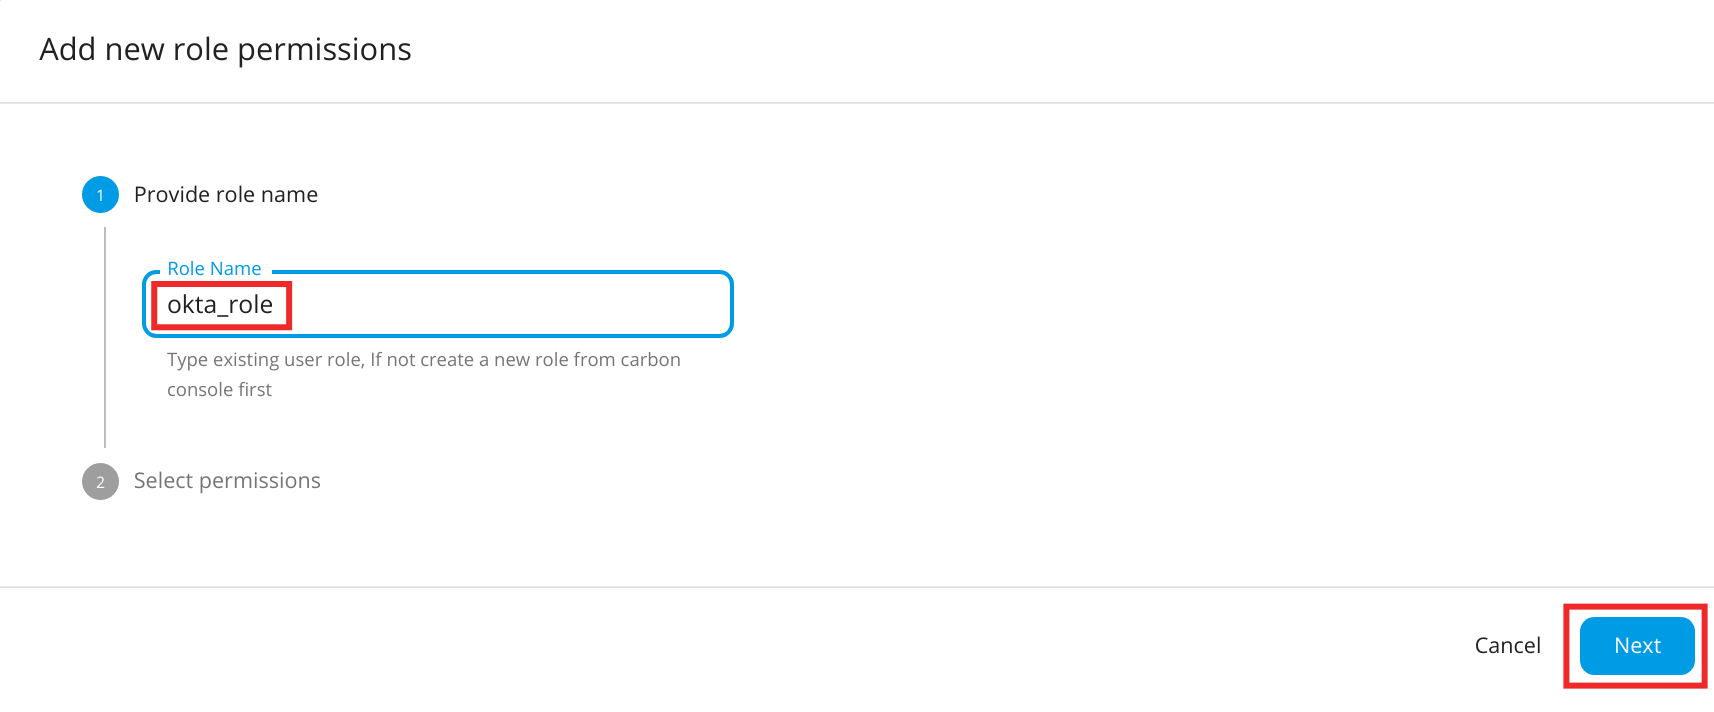 Add new role permissions
1 Provide role name
Role Name
okta_role
Type existing user role, If not create a new role from carbon
console first
2 Select permissions
Cancel Next